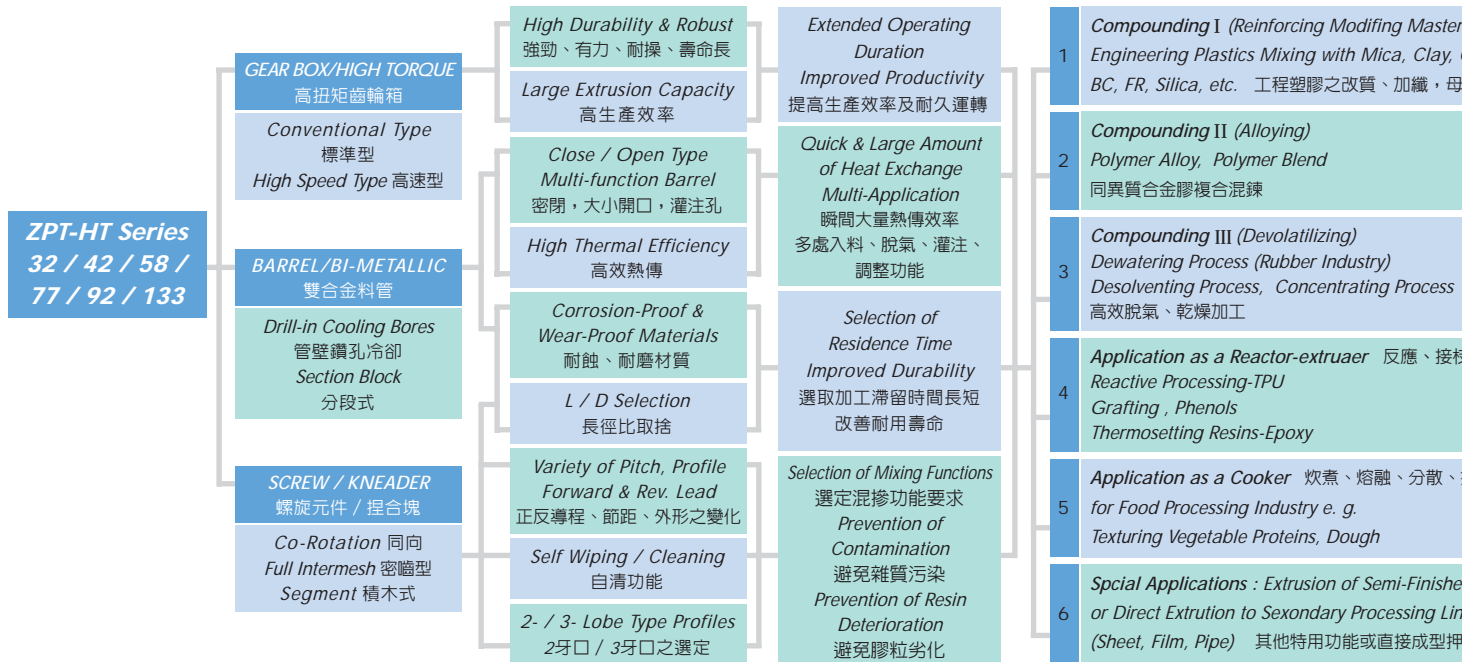 ZPT-HT Series
32 / 42 / 58 /
77 / 92 / 133
GEAR BOX/HIGH TORQUE
高扭矩齒輪箱
Conventional Type
標準型
High Speed Type 高速型
BARREL/BI-METALLIC
雙合金料管
Drill-in Cooling Bores
管壁鑽孔冷卻
Section Block
分段式
SCREW / KNEADER
螺旋元件 / 捏合塊
Co-Rotation 同向
Full Intermesh 密嚙型
Segment 積木式
High Durability & Robust
強勁、有力、耐操、壽命長
Large Extrusion Capacity
高生產效率
Close / Open Type
Multi-function Barrel
密閉，大小開口，灌注孔
High Thermal Efficiency
高效熱傳
Corrosion-Proof &
Wear-Proof Materials
耐蝕、耐磨材質
L / D Selection
長徑比取捨
Variety of Pitch, Profile
Forward & Rev. Lead
正反導程、節距、外形之變化
Self Wiping / Cleaning
自清功能
2- / 3- Lobe Type Profiles
2牙口 / 3牙口之選定
Extended Operating
Duration
Improved Productivity
提高生產效率及耐久運轉
Quick & Large Amount
of Heat Exchange
Multi-Application
瞬間大量熱傳效率
多處入料、脫氣、灌注、
調整功能
Selection of
Residence Time
Improved Durability
選取加工滯留時間長短
改善耐用壽命
Selection of Mixing Functions
選定混摻功能要求
Prevention of
Contamination
避免雜質污染
Prevention of Resin
Deterioration
避免膠粒劣化
1
Compounding I (Reinforcing Modifing Master
Engineering Plastics Mixing with Mica, Clay,
BC, FR, Silica, etc. 工程塑膠之改質、加纖，母
2
Compounding II (Alloying)
Polymer Alloy, Polymer Blend
同異質合金膠複合混鍊
3
Compounding III (Devolatilizing)
Dewatering Process (Rubber Industry)
Desolventing Process, Concentrating Process
高效脫氣、乾燥加工
4
Application as a Reactor-extruaer 反應、接枝
Reactive Processing-TPU
Grafting , Phenols
Thermosetting Resins-Epoxy
5
Application as a Cooker 炊煮、熔融、分散、
for Food Processing Industry e. g.
Texturing Vegetable Proteins, Dough
6
Spcial Applications : Extrusion of Semi-Finishe
or Direct Extrution to Sexondary Processing Lin
(Sheet, Film, Pipe) 其他特用功能或直接成型押